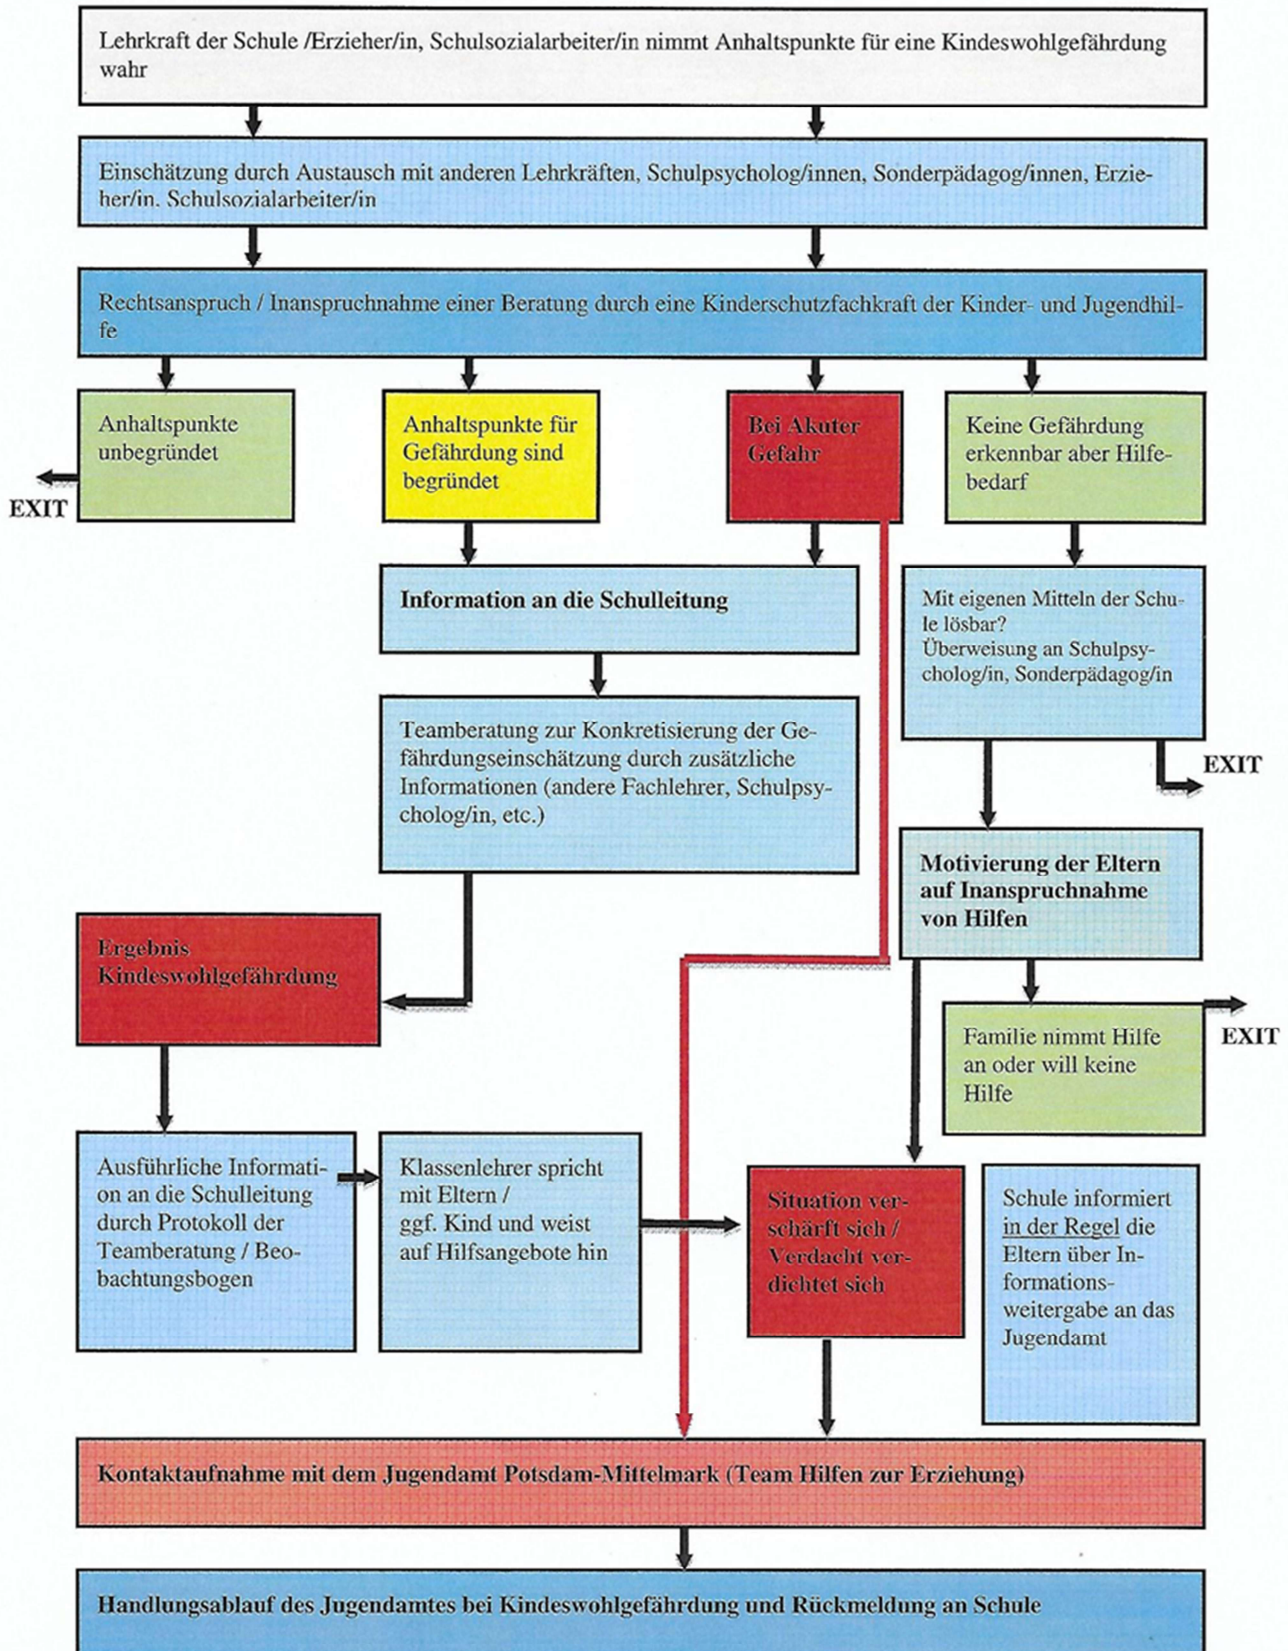 Lehrkraft der Schule /Erzieher/in, Schulsozialarbeiter/in nimmt Anhaltspunkte für eine Kindeswohlgefährdung
wahr
Einschätzung durch Austausch mit anderen Lehrkräften, Schulpsycholog/innen, Sonderpädagog/innen, Erzie-
her/in. Schulsozialarbeiter/in
Rechtsanspruch / Inanspruchnahme einer Beratung durch eine Kinderschutzfachkraft der Kinder- und Jugendhil-
fe
Anhaltspunkte
unbegründet
EXIT
Anhaltspunkte für
Gefährdung sind
begründet
Bei Akuter
Gefahr
Keine Gefährdung
erkennbar aber Hilfe-
bedarf
Information an die Schulleitung
Mit eigenen Mitteln der Schu-
le lösbar?
Überweisung an Schulpsy-
cholog/in, Sonderpädagog/in
EXIT
Teamberatung zur Konkretisierung der Ge-
fährdungseinschätzung durch zusätzliche
Informationen (andere Fachlehrer, Schulpsy-
cholog/in, etc.)
Motivierung der Eltern
auf Inanspruchnahme
von Hilfen
Ergebnis
Kindeswohlgefährdung
Familie nimmt Hilfe
an oder will keine
Hilfe
EXIT
Ausführliche Informati-
on an die Schulleitung
durch Protokoll der
Teamberatung / Beo-
bachtungsbogen
Klassenlehrer spricht
mit Eltern /
ggf. Kind und weist
auf Hilfsangebote hin
Situation ver-
schärft sich /
Verdacht ver-
dichtet sich
Schule informiert
in der Regel die
Eltern über In-
formations-
weitergabe an das
Jugendamt
Kontaktaufnahme mit dem Jugendamt Potsdam-Mittelmark (Team Hilfen zur Erziehung)
Handlungsablauf des Jugendamtes bei Kindeswohlgefährdung und Rückmeldung an Schule